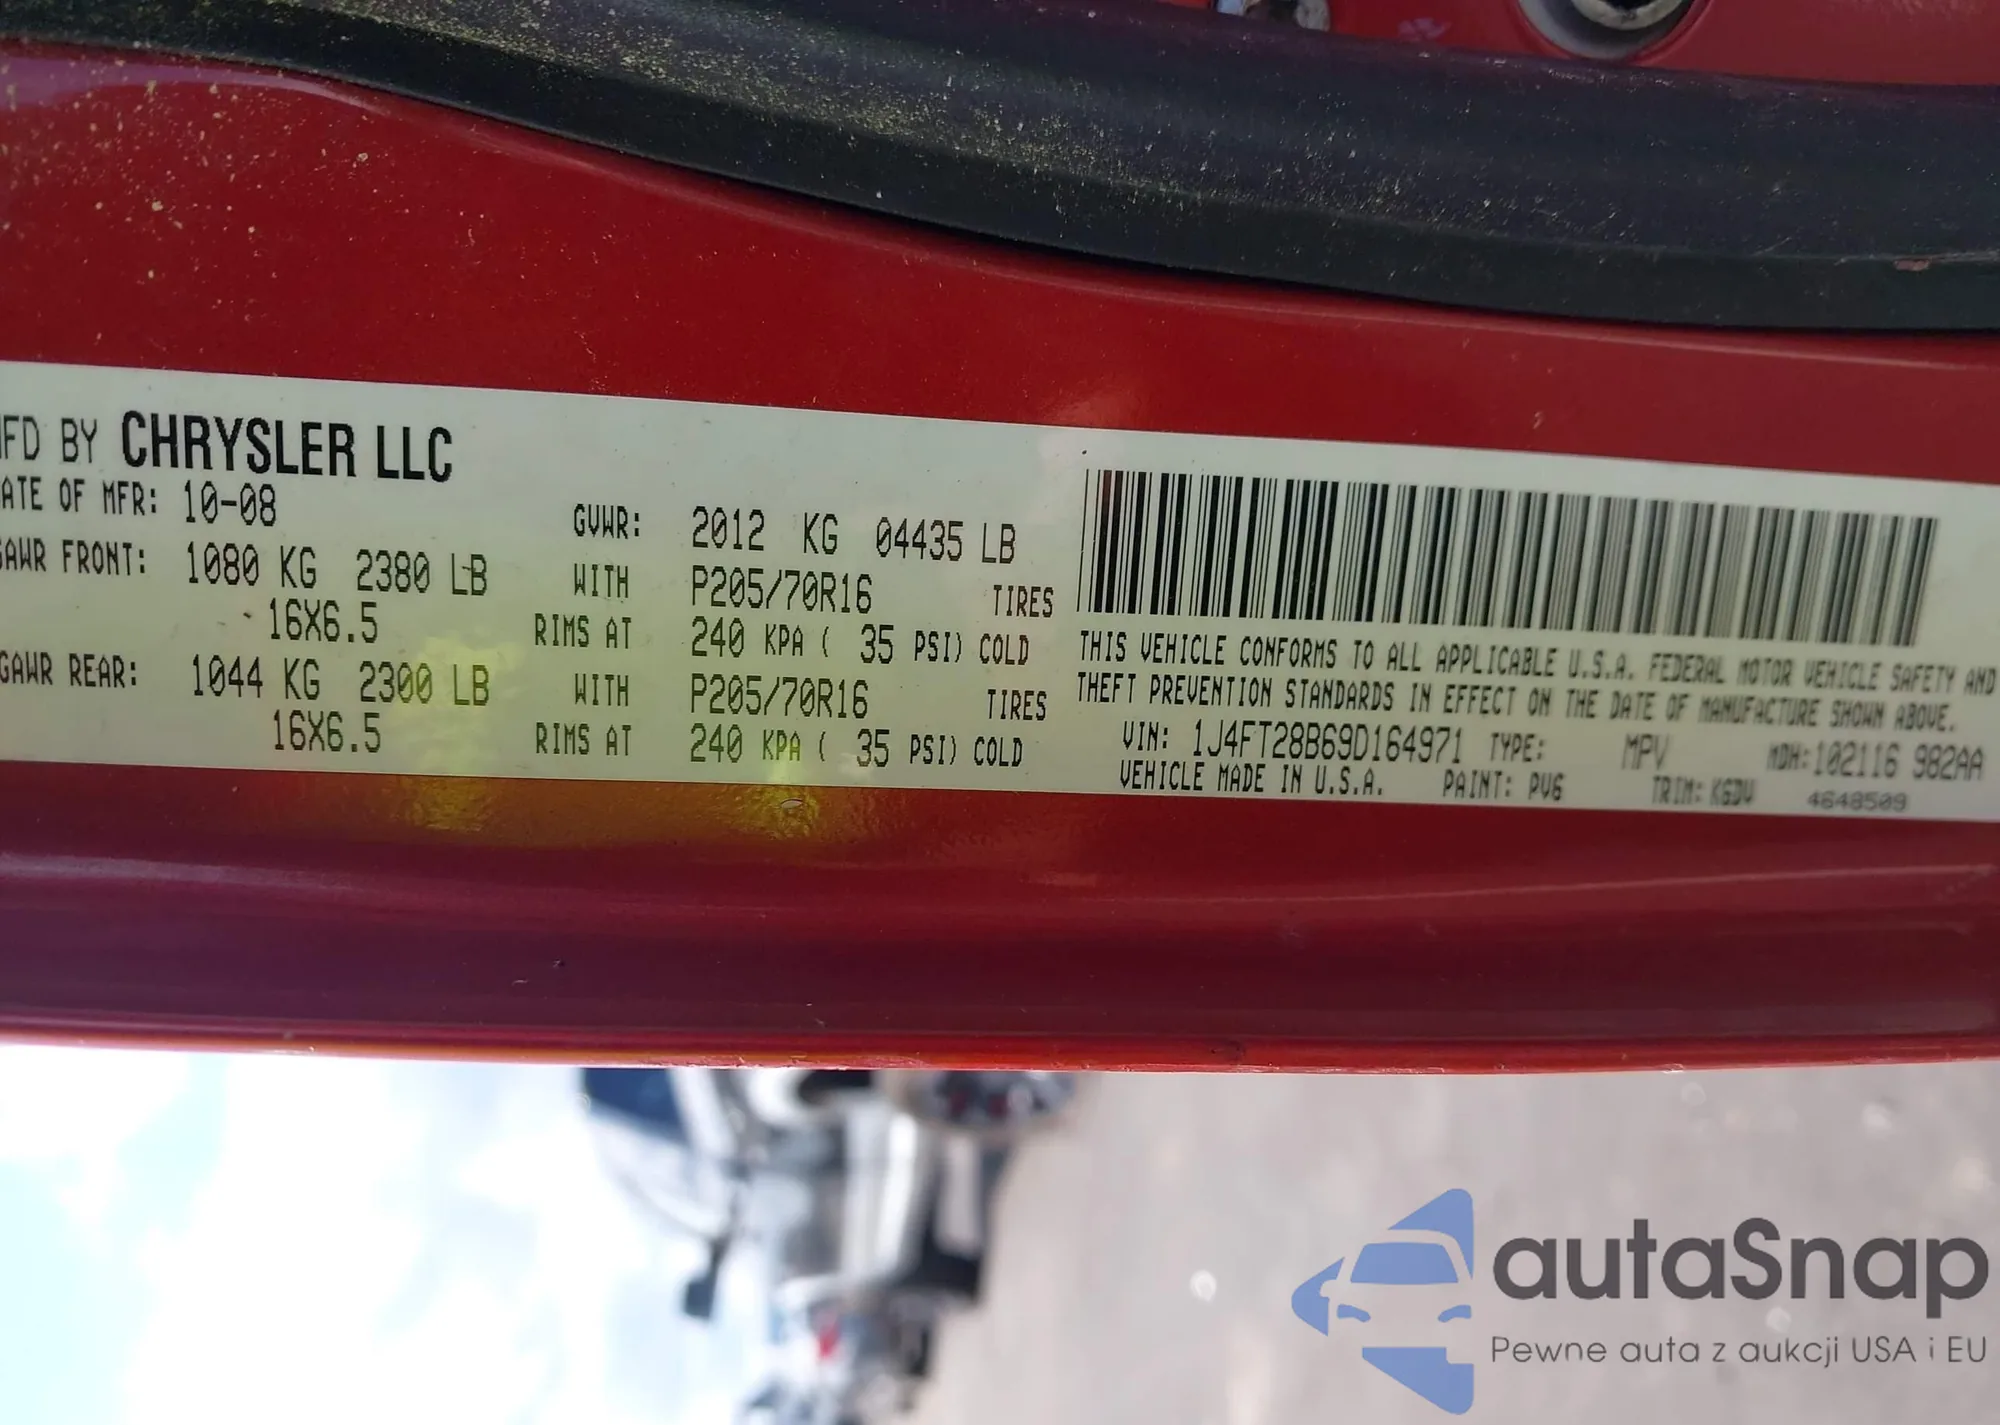 MFD BY CHRYSLER LLC
DATE OF MFR: 10-08
GVWR: 2012 KG 04435 LB
GAWR FRONT: 1080 KG 2380 LB WITH P205/70R16 TIRES
16X6.5 RIMS AT 240 KPA ( 35 PSI) COLD
GAWR REAR: 1044 KG 2300 LB WITH P205/70R16 TIRES
16X6.5 RIMS AT 240 KPA ( 35 PSI) COLD
THIS VEHICLE CONFORMS TO ALL APPLICABLE U.S.A. FEDERAL MOTOR VEHICLE SAFETY AND
THEFT PREVENTION STANDARDS IN EFFECT ON THE DATE OF MANUFACTURE SHOWN ABOVE.
VIN: 1J4FT28B69D164971 TYPE: MPV MDH:102116 982AA
VEHICLE MADE IN U.S.A. PAINT: PV6 TRIM: K6DV 4648509
autaSnap
Pewne auta z aukcji USA i EU